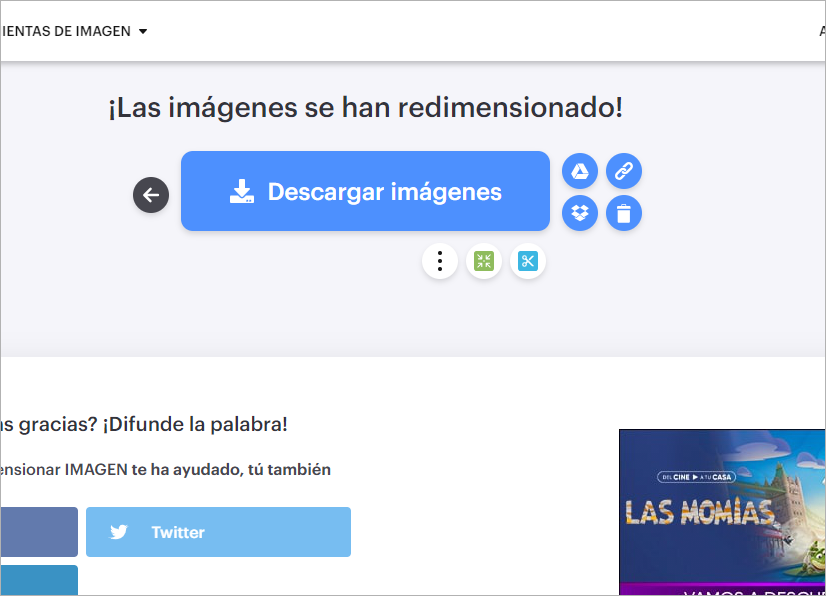 IENTAS DE IMAGEN
A
¡Las imágenes se han redimensionado!
Descargar imágenes
as gracias? ¡Difunde la palabra!
ensionar IMAGEN te ha ayudado, tú también
Twitter
DEL CINE A TU CASA
LAS MOMIAS
VAMOS A DESCU